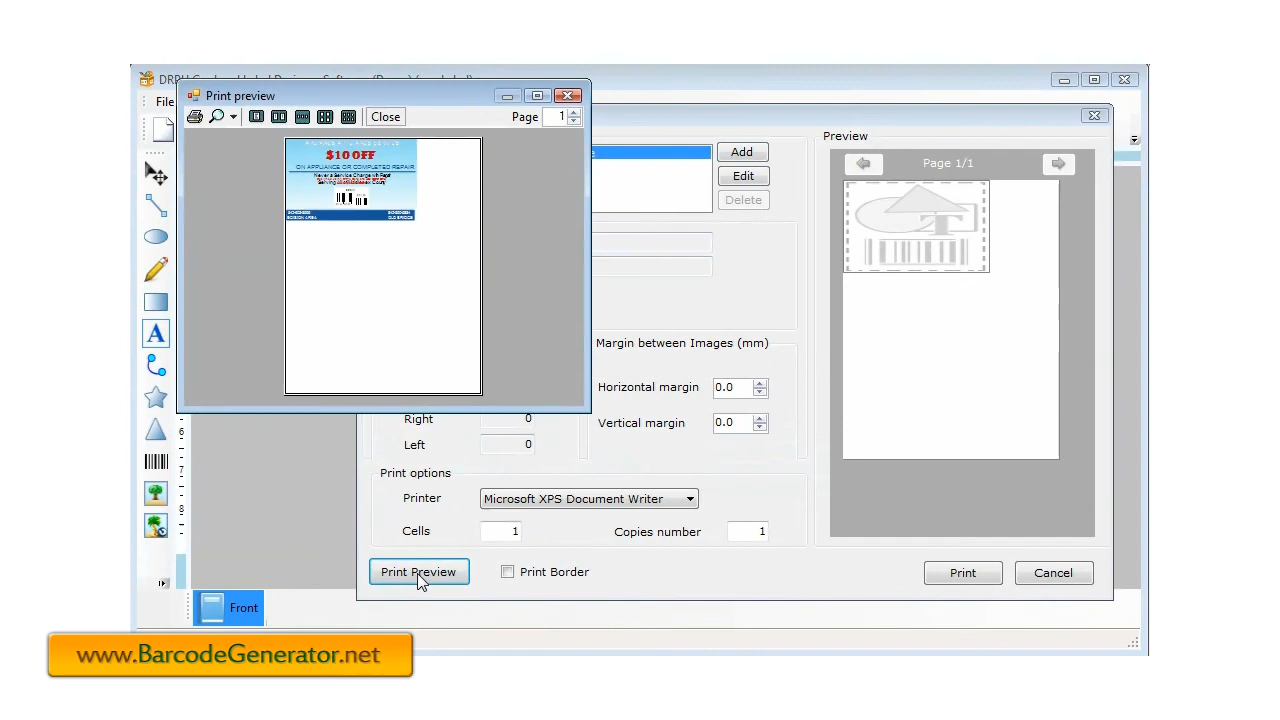 Print preview
File
Close
Page 1
$10 OFF
ON APPLIANCE OR COMPLETED REPAIR
Add
Edit
Delete
Preview
Page 1/1
T
Margin between Images (mm)
Horizontal margin 0.0
Vertical margin 0.0
Right 0
Left 0
6
7
8
Print options
Printer Microsoft XPS Document Writer
Cells 1 Copies number 1
Print Preview Print Border Print Cancel
A
Front
www.BarcodeGenerator.net